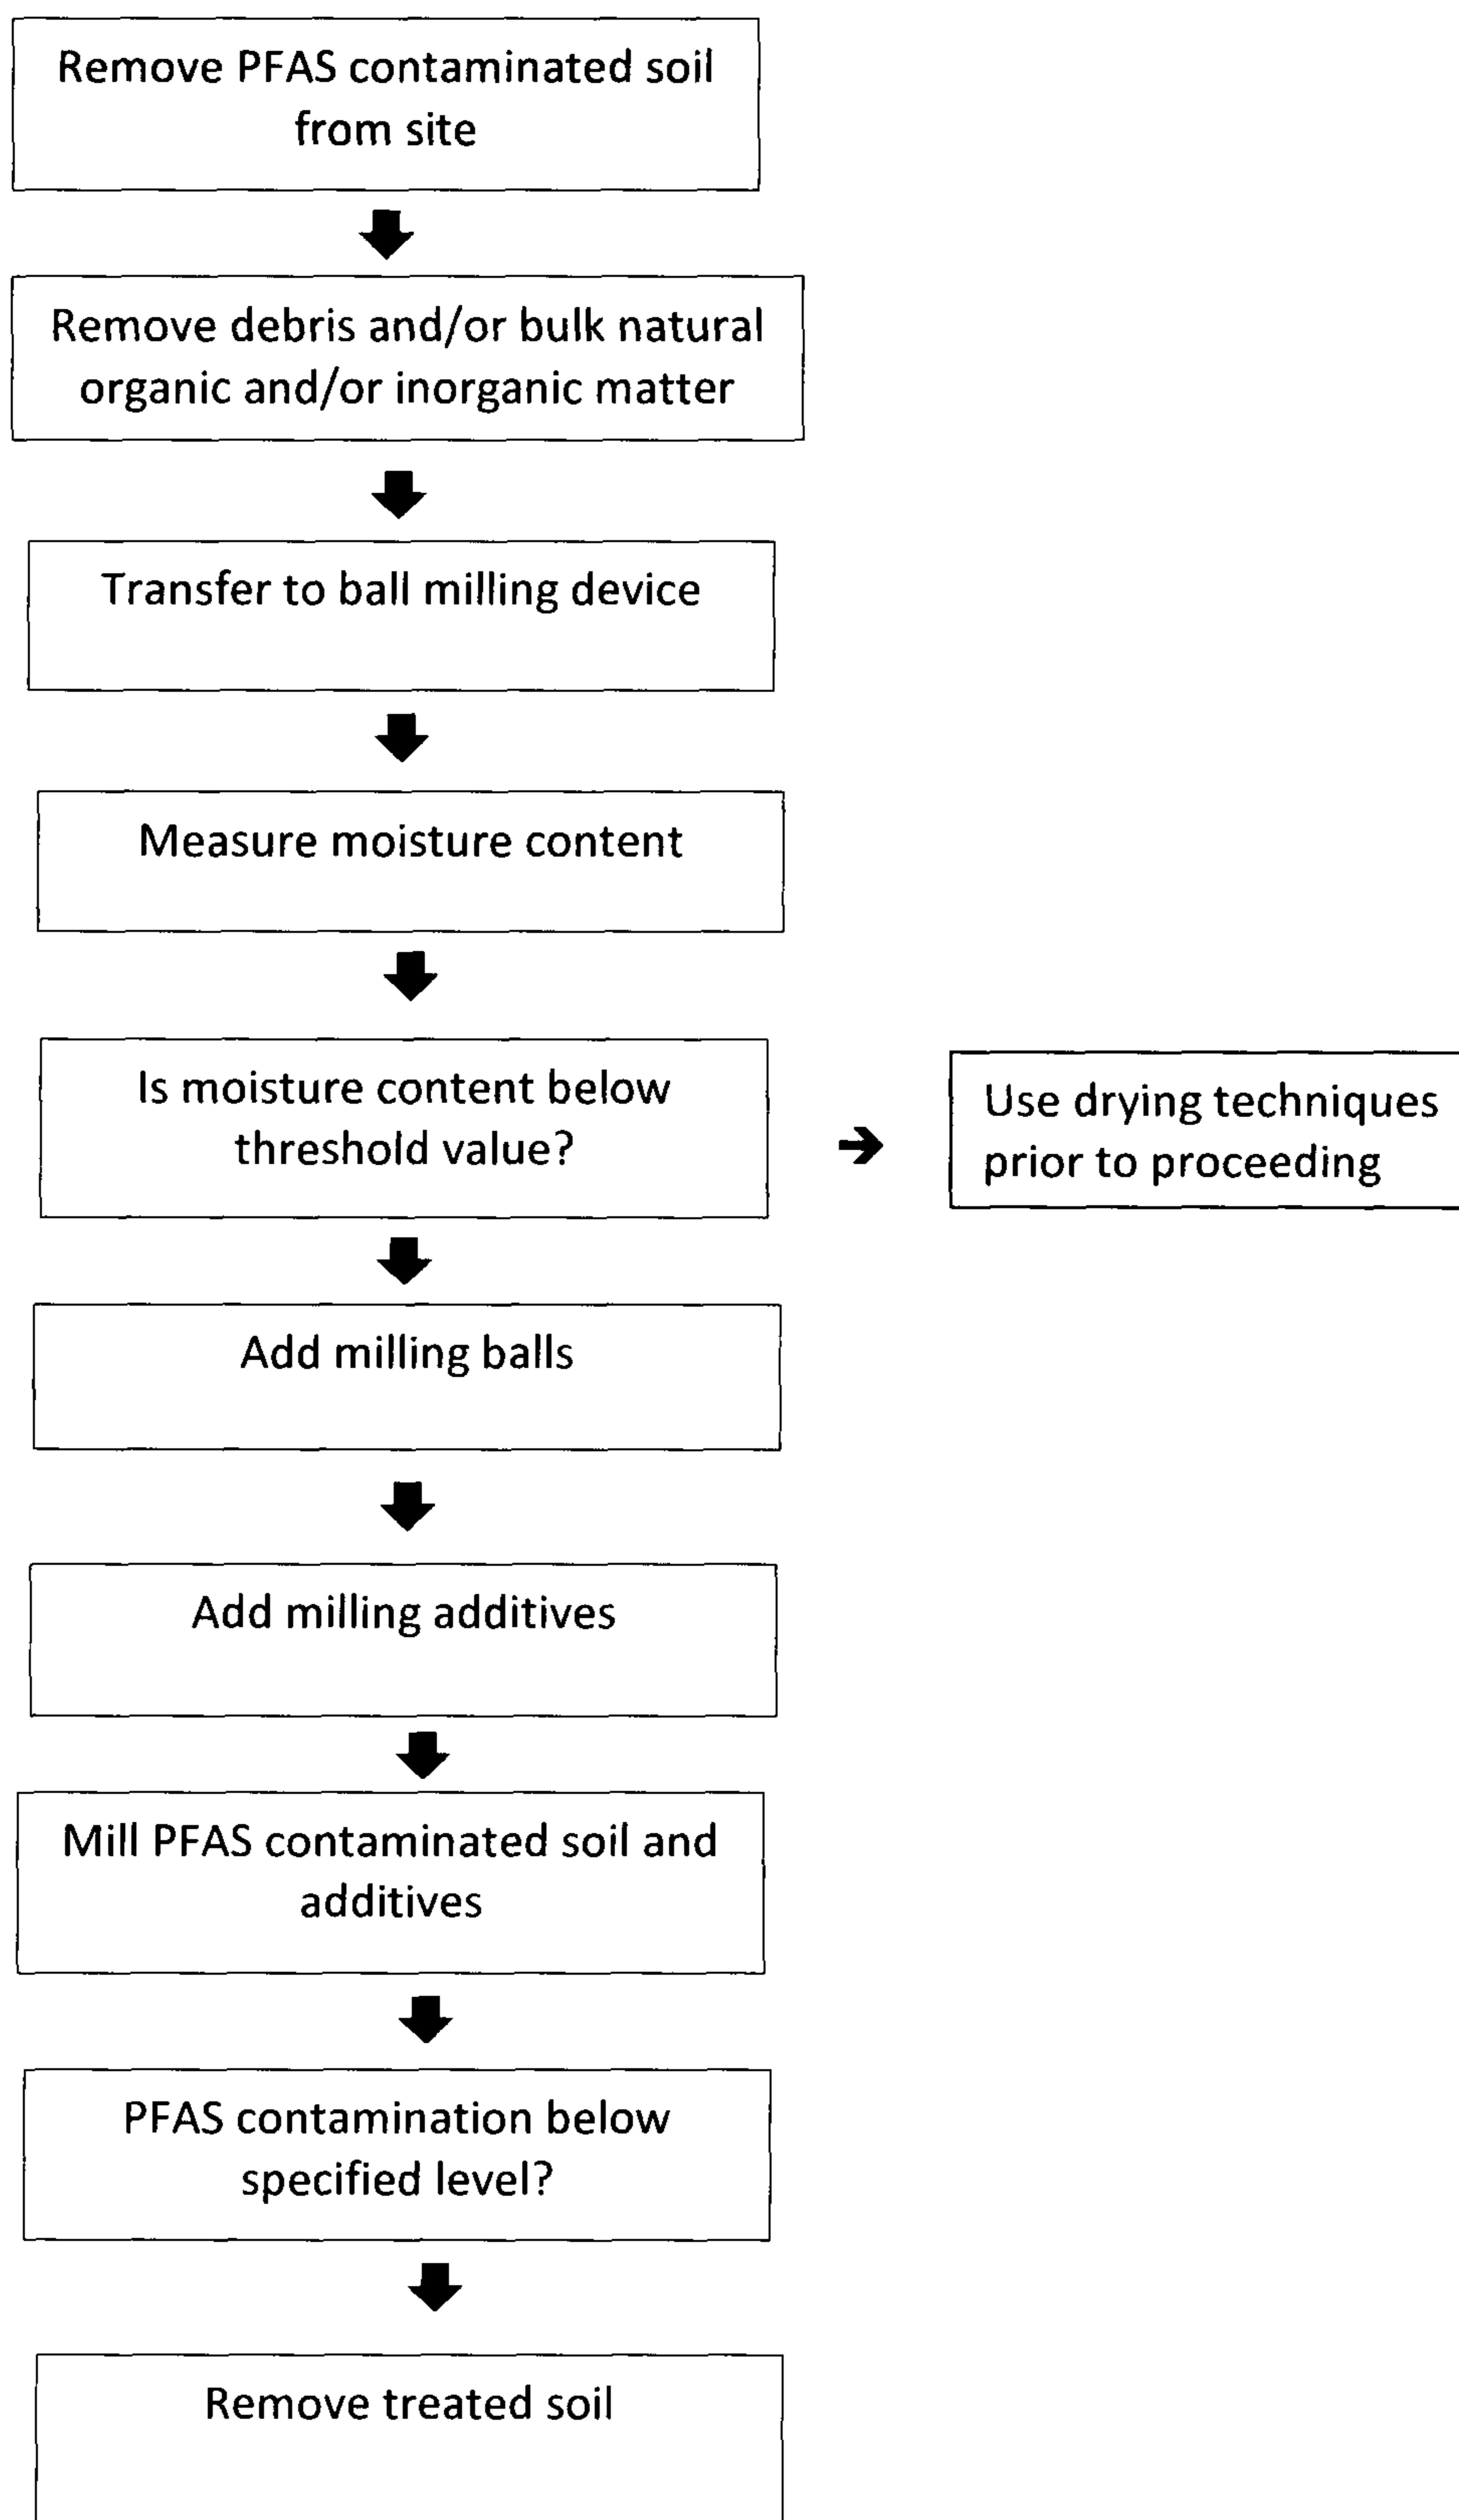 Remove PFAS contaminated soil
from site
Remove debris and/or bulk natural
organic and/or inorganic matter
Transfer to ball milling device
Measure moisture content
Is moisture content below
threshold value?
Use drying techniques
prior to proceeding
Add milling balls
Add milling additives
Mill PFAS contaminated soil and
additives
PFAS contamination below
specified level?
Remove treated soil